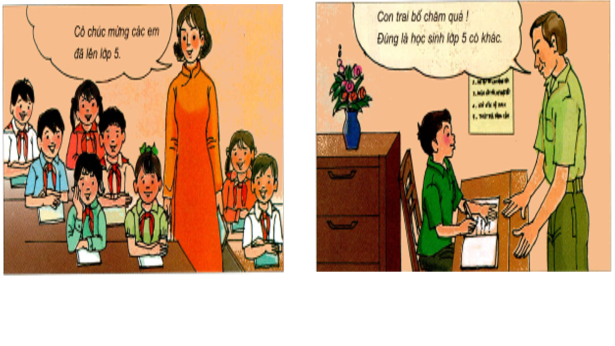 Cô chúc mừng các em
đã lên lớp 5.
Con trai bố chăm quá !
Đúng là học sinh lớp 5 có khác.